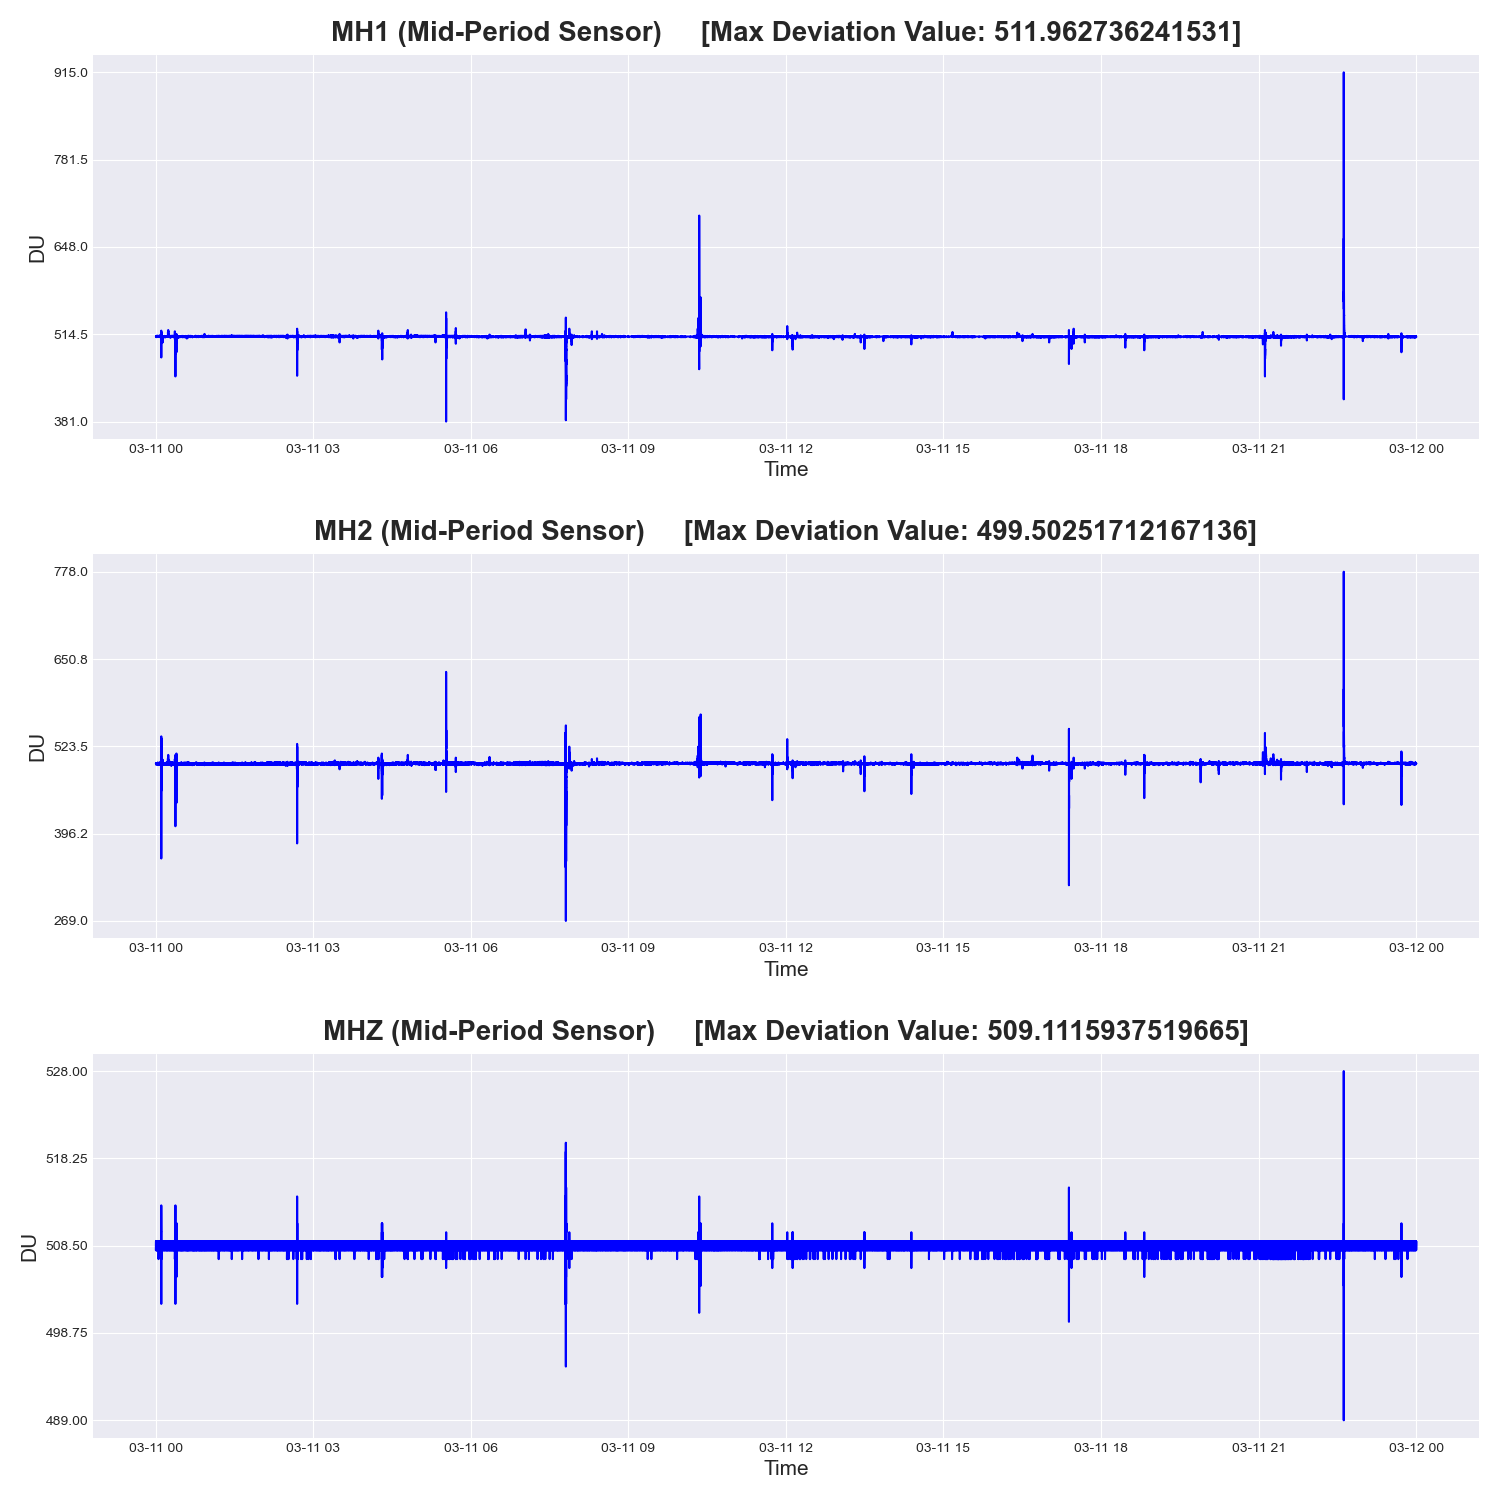 MH1 (Mid-Period Sensor)     [Max Deviation Value: 511.962736241531]
915.0
781.5
648.0
514.5
381.0
DU
03-11 00 03-11 03 03-11 06 03-11 09 03-11 12 03-11 15 03-11 18 03-11 21 03-12 00
Time
MH2 (Mid-Period Sensor)     [Max Deviation Value: 499.50251712167136]
778.0
650.8
523.5
396.2
269.0
DU
03-11 00 03-11 03 03-11 06 03-11 09 03-11 12 03-11 15 03-11 18 03-11 21 03-12 00
Time
MHZ (Mid-Period Sensor)     [Max Deviation Value: 509.1115937519665]
528.00
518.25
508.50
498.75
489.00
DU
03-11 00 03-11 03 03-11 06 03-11 09 03-11 12 03-11 15 03-11 18 03-11 21 03-12 00
Time